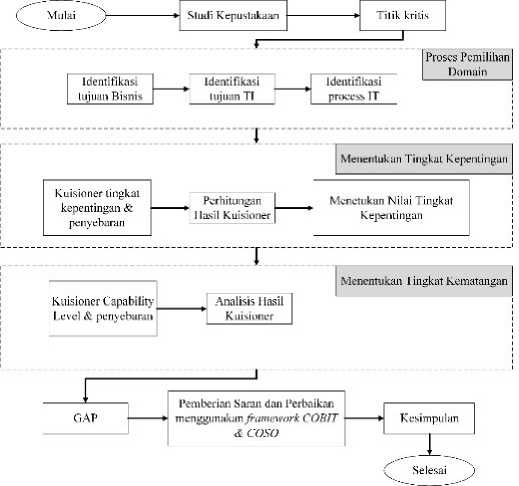 Mulai
Studi Kepustakaan
Titik kritis
Proses Pemilihan
Domain
Identifikasi
tujuan Bisnis
Identifikasi
tujuan TI
Identifikasi
process IT
Menentukan Tingkat Kepentingan
Kuisioner tingkat
kepentingan &
penyebaran
Perhitungan
Hasil Kuisioner
Menetukan Nilai Tingkat
Kepentingan
Menentukan Tingkat Kematangan
Kuisioner Capability
Level & penyebaran
Analisis Hasil
Kuisioner
GAP
Pemberian Saran dan Perbaikan
menggunakan framework COBIT
& COSO
Kesimpulan
Selesai